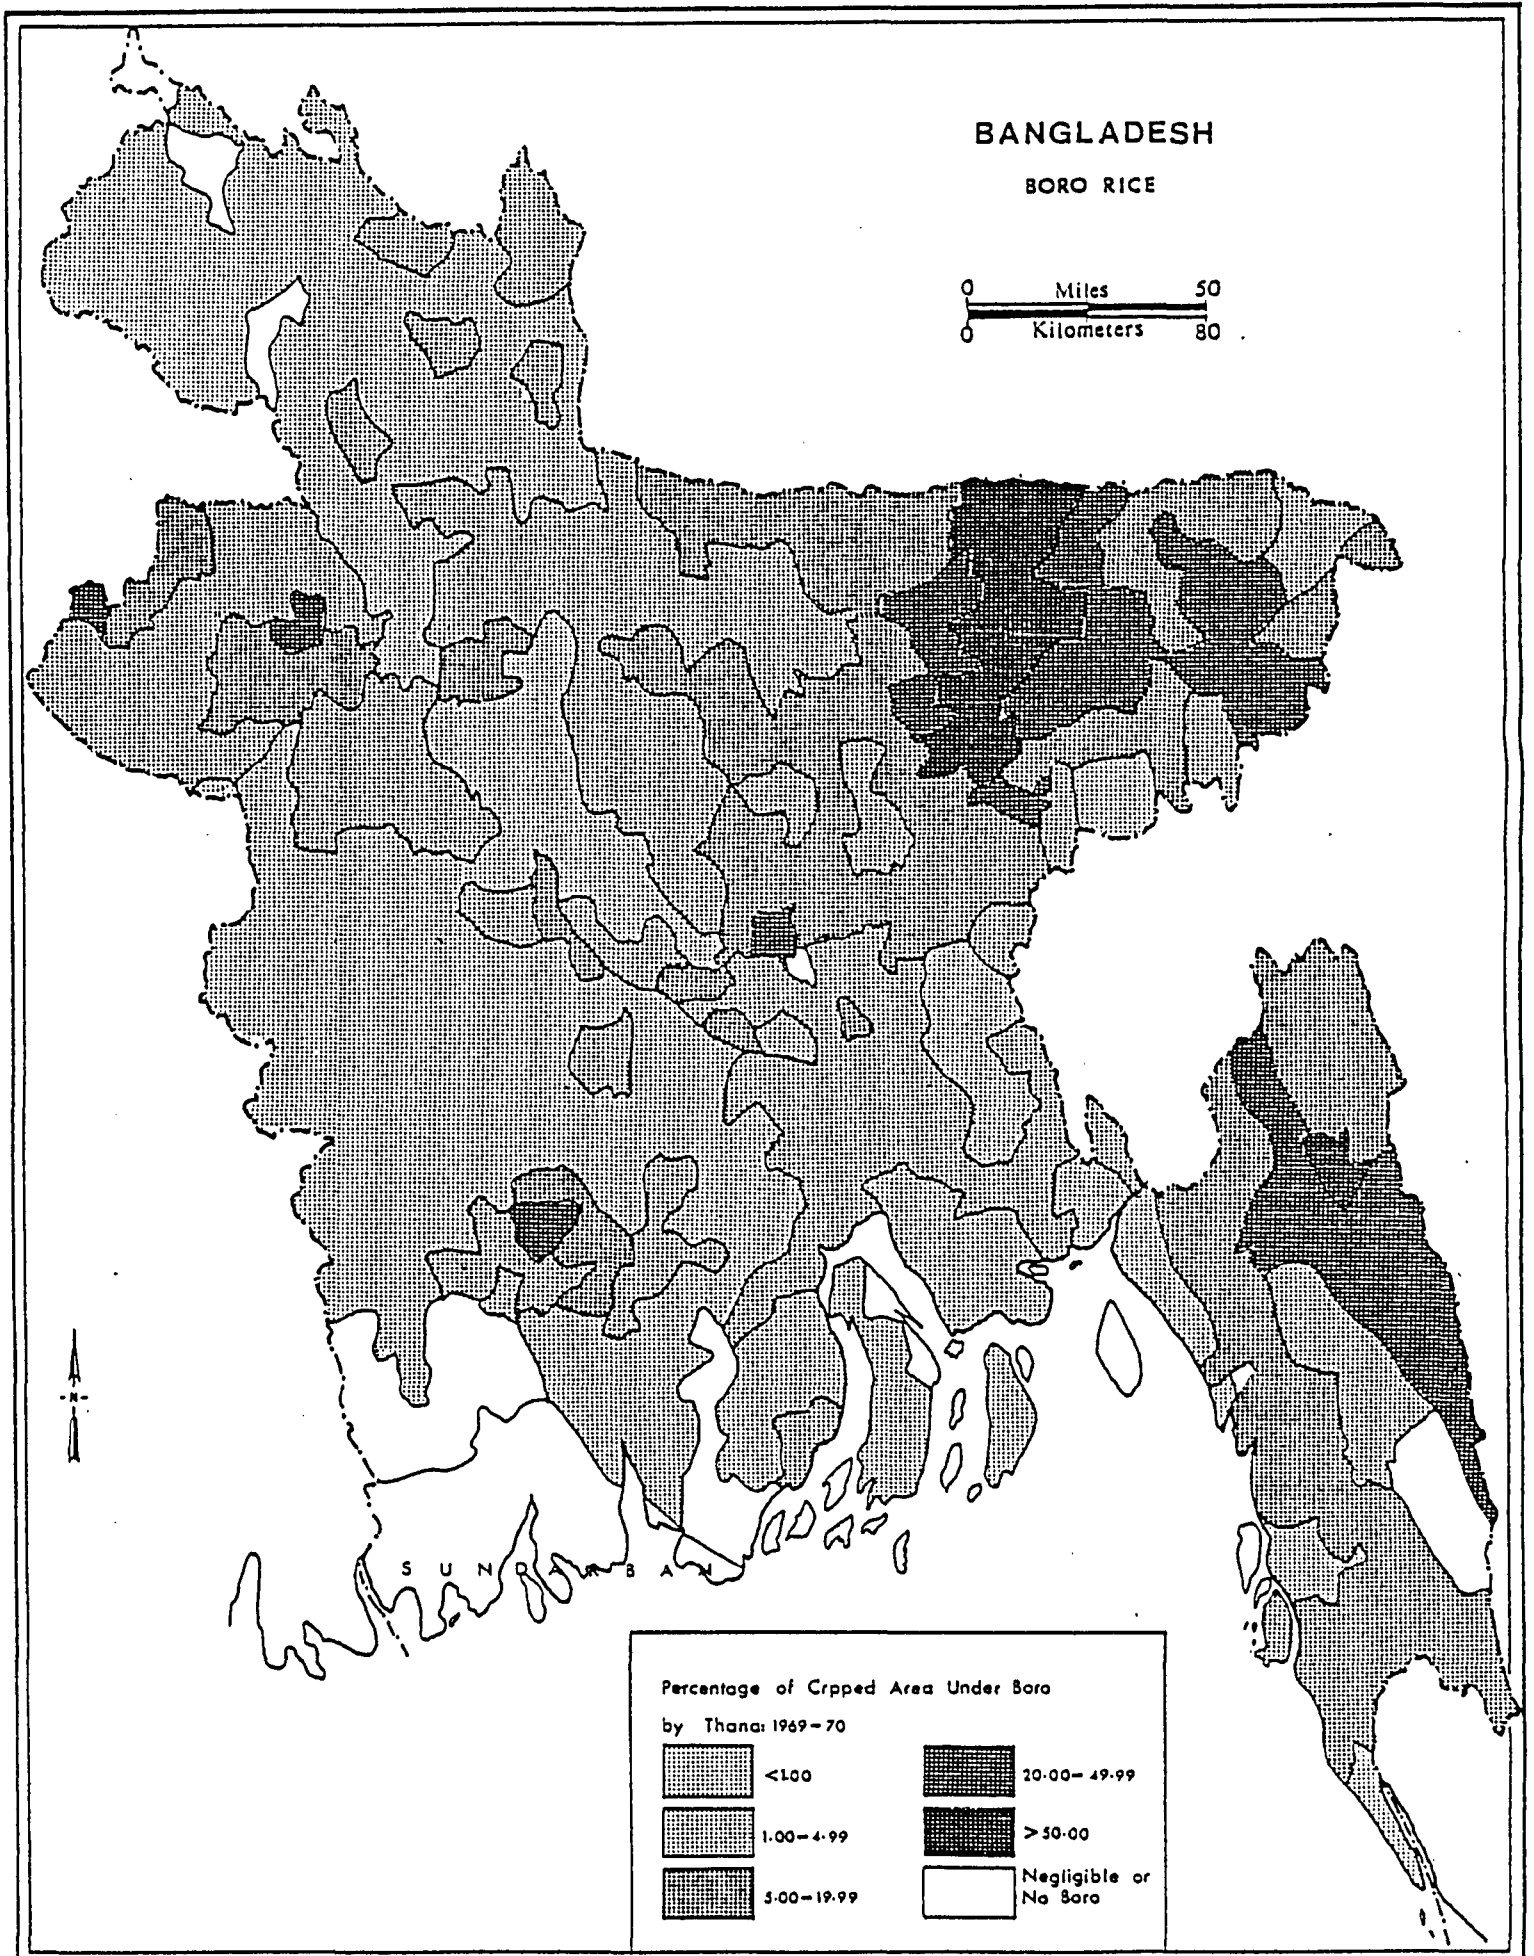 BANGLADESH
BORO RICE
0 Miles 50
0 Kilometers 80
N
SUNDARBAN
Percentage of Crpped Area Under Boro
by Thana: 1969-70
<1.00
1.00-4.99
5.00-19.99
20.00-49.99
>50.00
Negligible or
No Boro